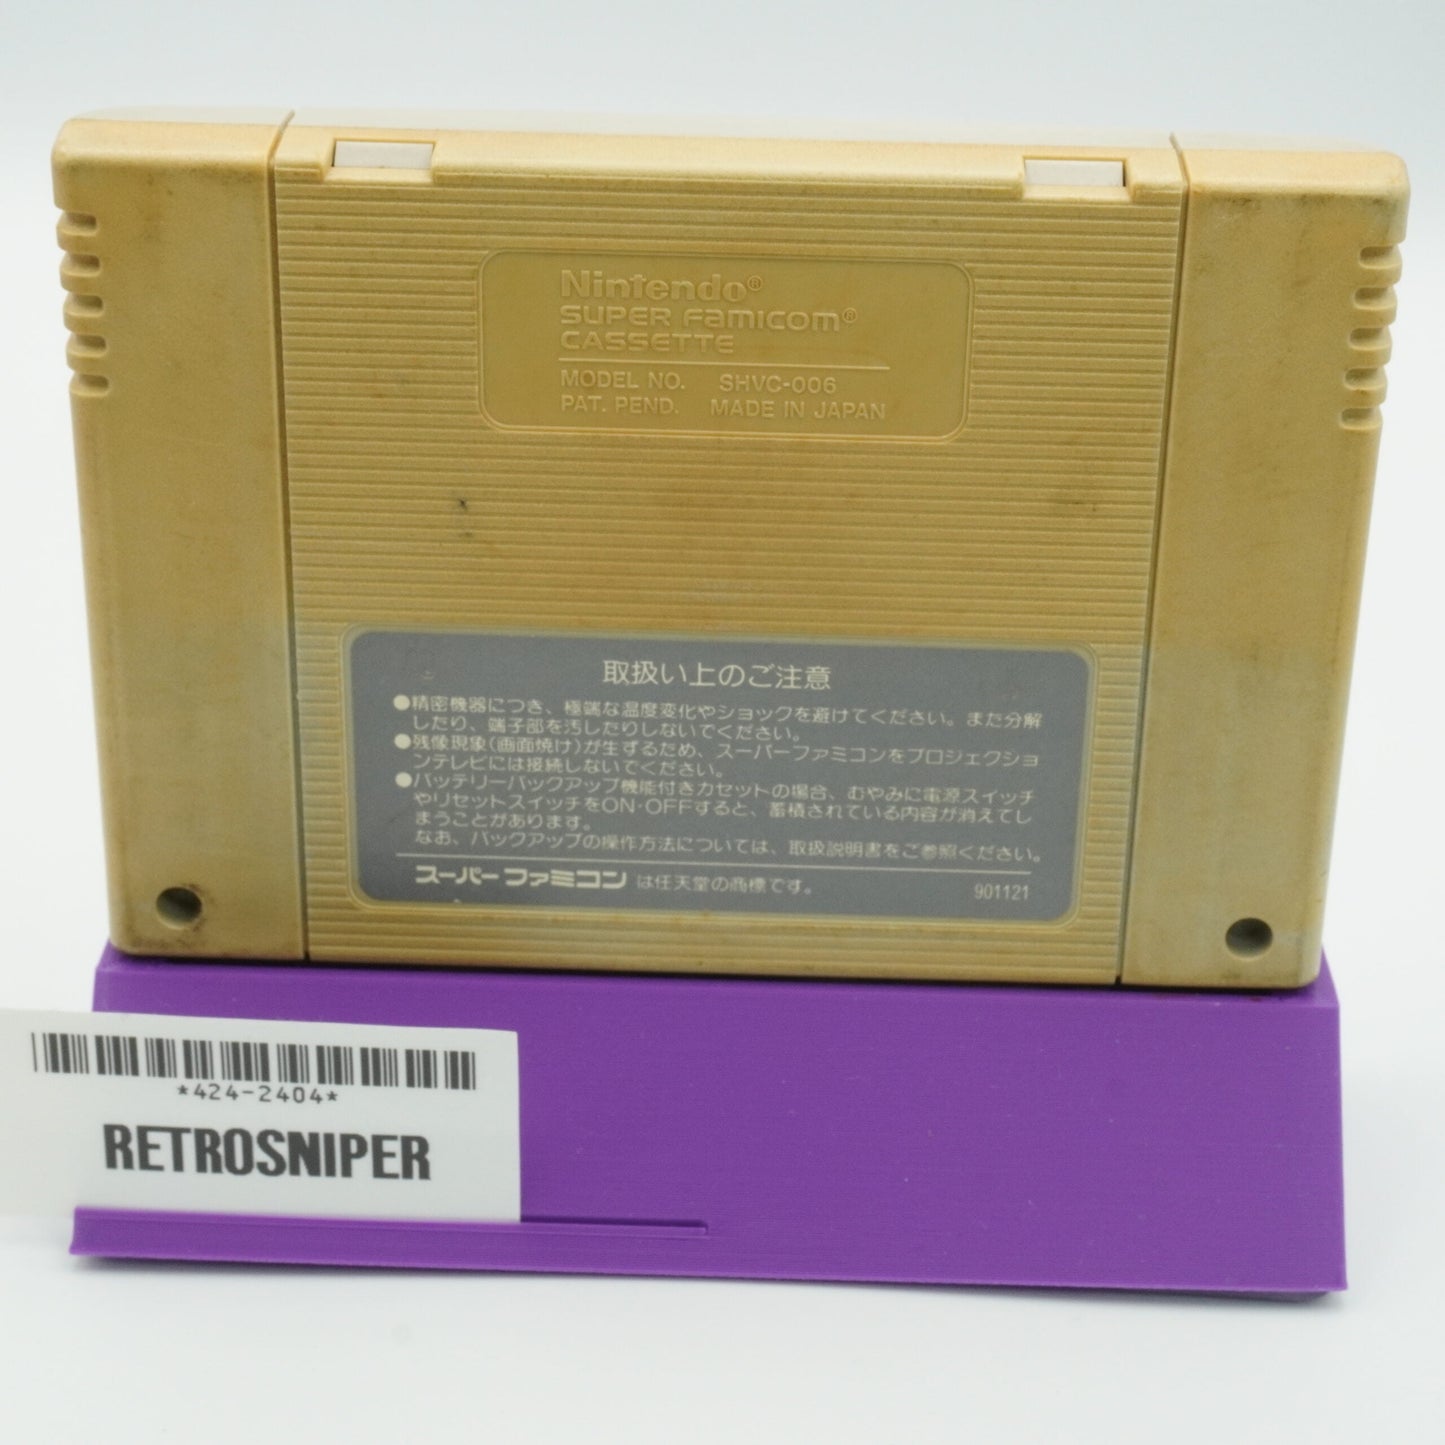 Nintendo®
SUPER FAMICOM®
CASSETTE
MODEL NO. SHVC-006
PAT. PEND. MADE IN JAPAN
取扱い上のご注意
●精密機器につき、極端な温度変化やショックを避けてください。また分解
したり、端子部を汚したりしないでください。
●残像現象(画面焼け)が生ずるため、スーパーファミコンをプロジェクショ
ンテレビには接続しないでください。
●バッテリーバックアップ機能付きカセットの場合、むやみに電源スイッチ
やリセットスイッチをON・OFFすると、蓄積されている内容が消えてし
まうことがあります。
なお、バックアップの操作方法については、取扱説明書をご参照ください。
スーパーファミコンは任天堂の商標です。 901121
*424-2404*
RETROSNIPER